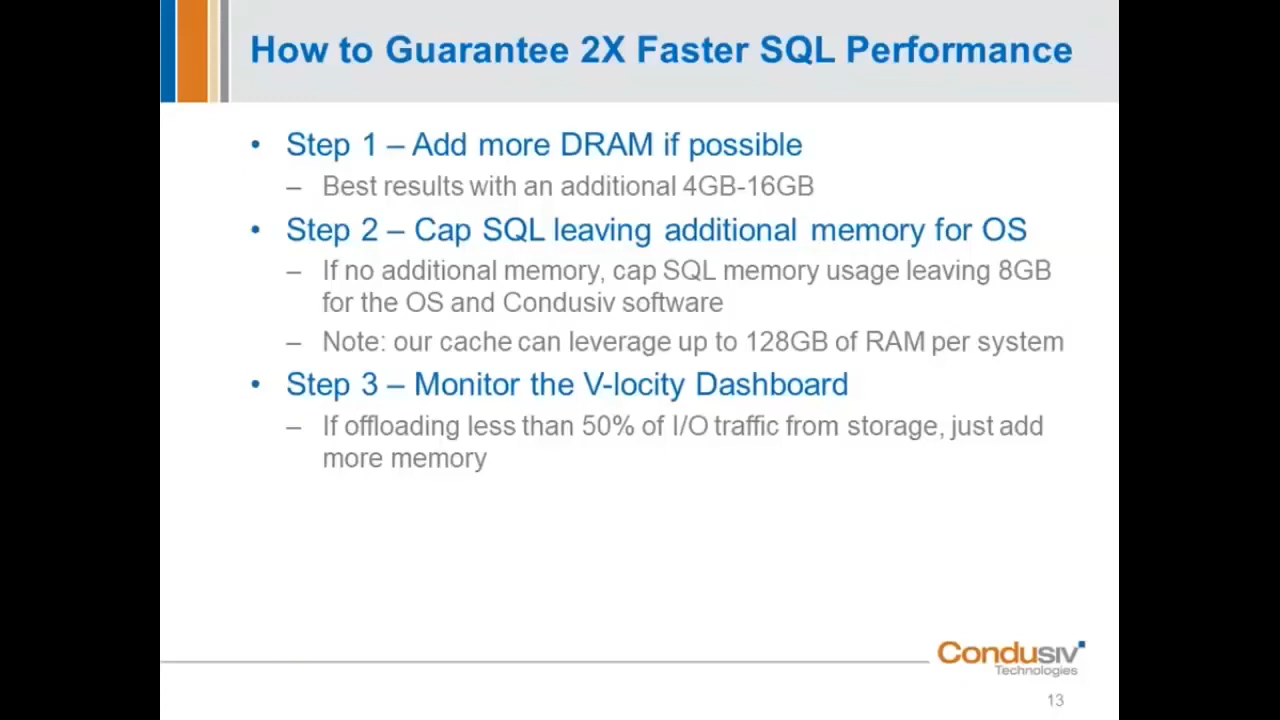 How to Guarantee 2X Faster SQL Performance
• Step 1 – Add more DRAM if possible
– Best results with an additional 4GB-16GB
• Step 2 – Cap SQL leaving additional memory for OS
– If no additional memory, cap SQL memory usage leaving 8GB
for the OS and Condusiv software
– Note: our cache can leverage up to 128GB of RAM per system
• Step 3 – Monitor the V-locity Dashboard
– If offloading less than 50% of I/O traffic from storage, just add
more memory
Condusiv
Technologies
13